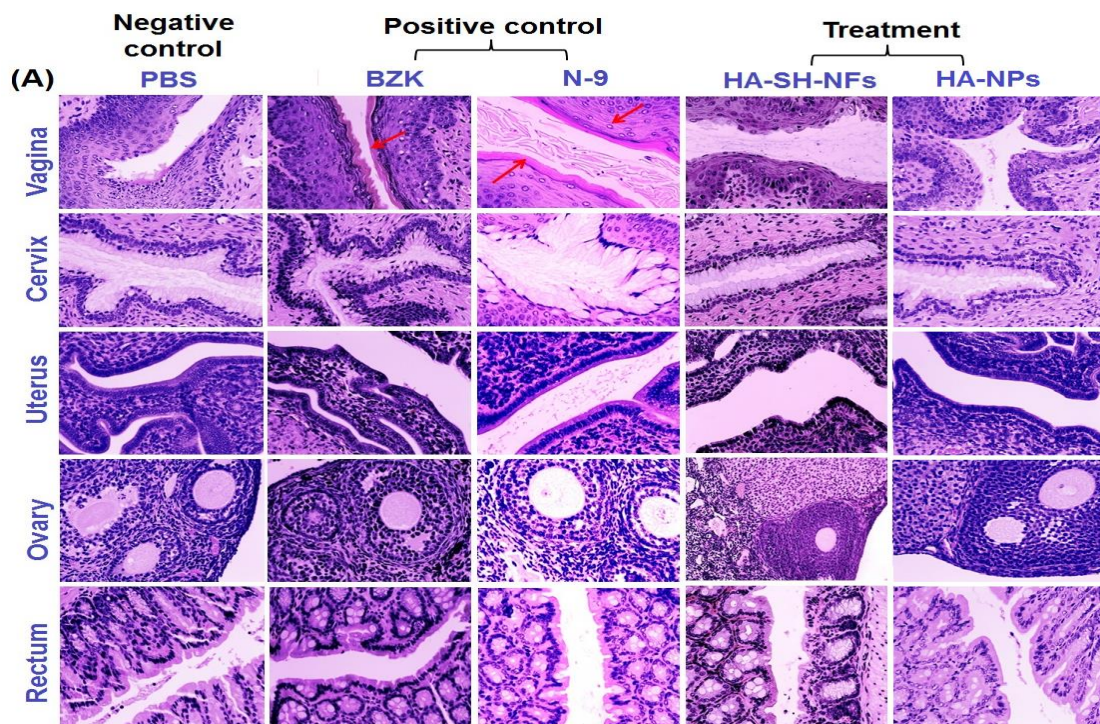 Negative control
Positive control
Treatment
(A)
PBS
BZK
N-9
HA-SH-NFs
HA-NPs
Vagina
Cervix
Uterus
Ovary
Rectum